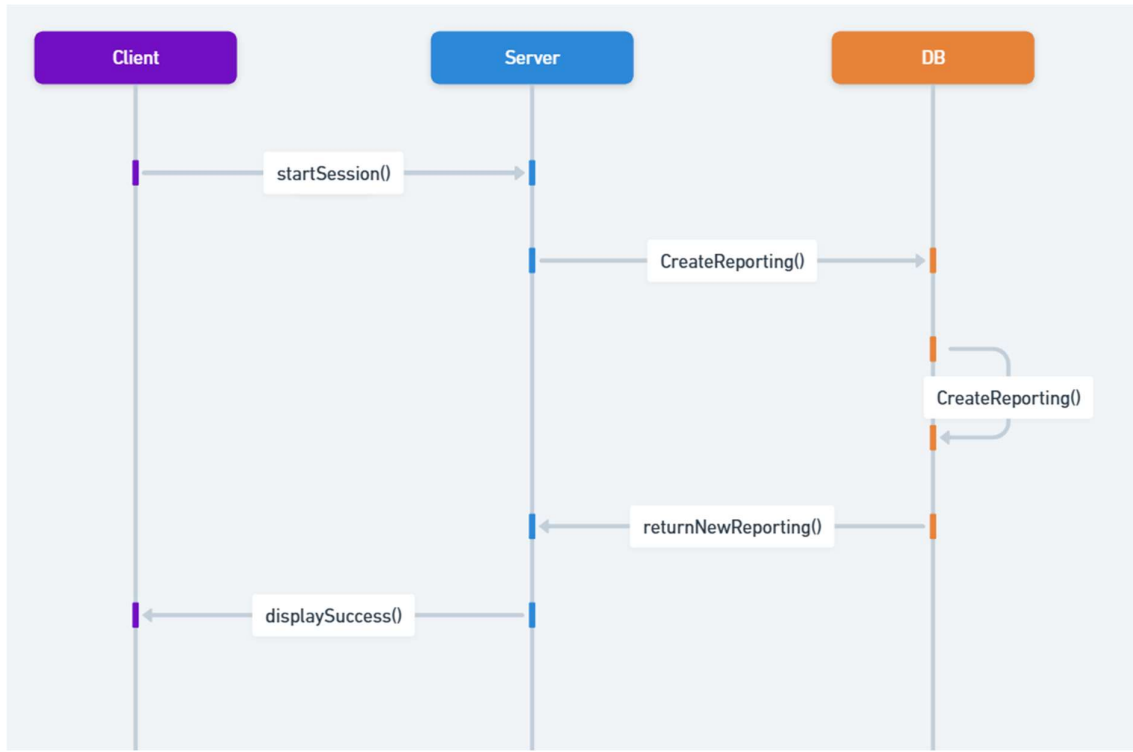 Client
Server
DB
startSession()
CreateReporting()
CreateReporting()
returnNewReporting()
displaySuccess()